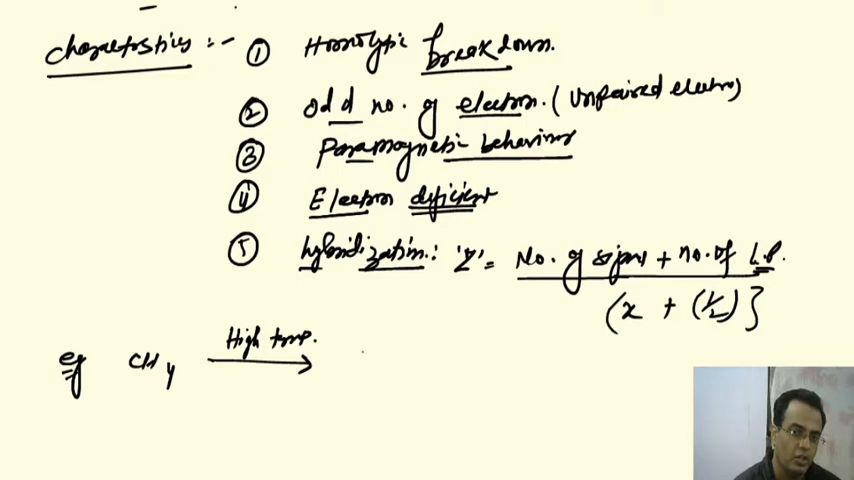 Characteristics :- ① Homolytic breakdown.
② Odd no. of electron. (Unpaired electron)
③ Paramagnetic behaviour
④ Electron deficient
⑤ hybridization: 'Z' = No. of sigma + no. of L.P.
(x + (1/2)}
eg CH4 High temp. →